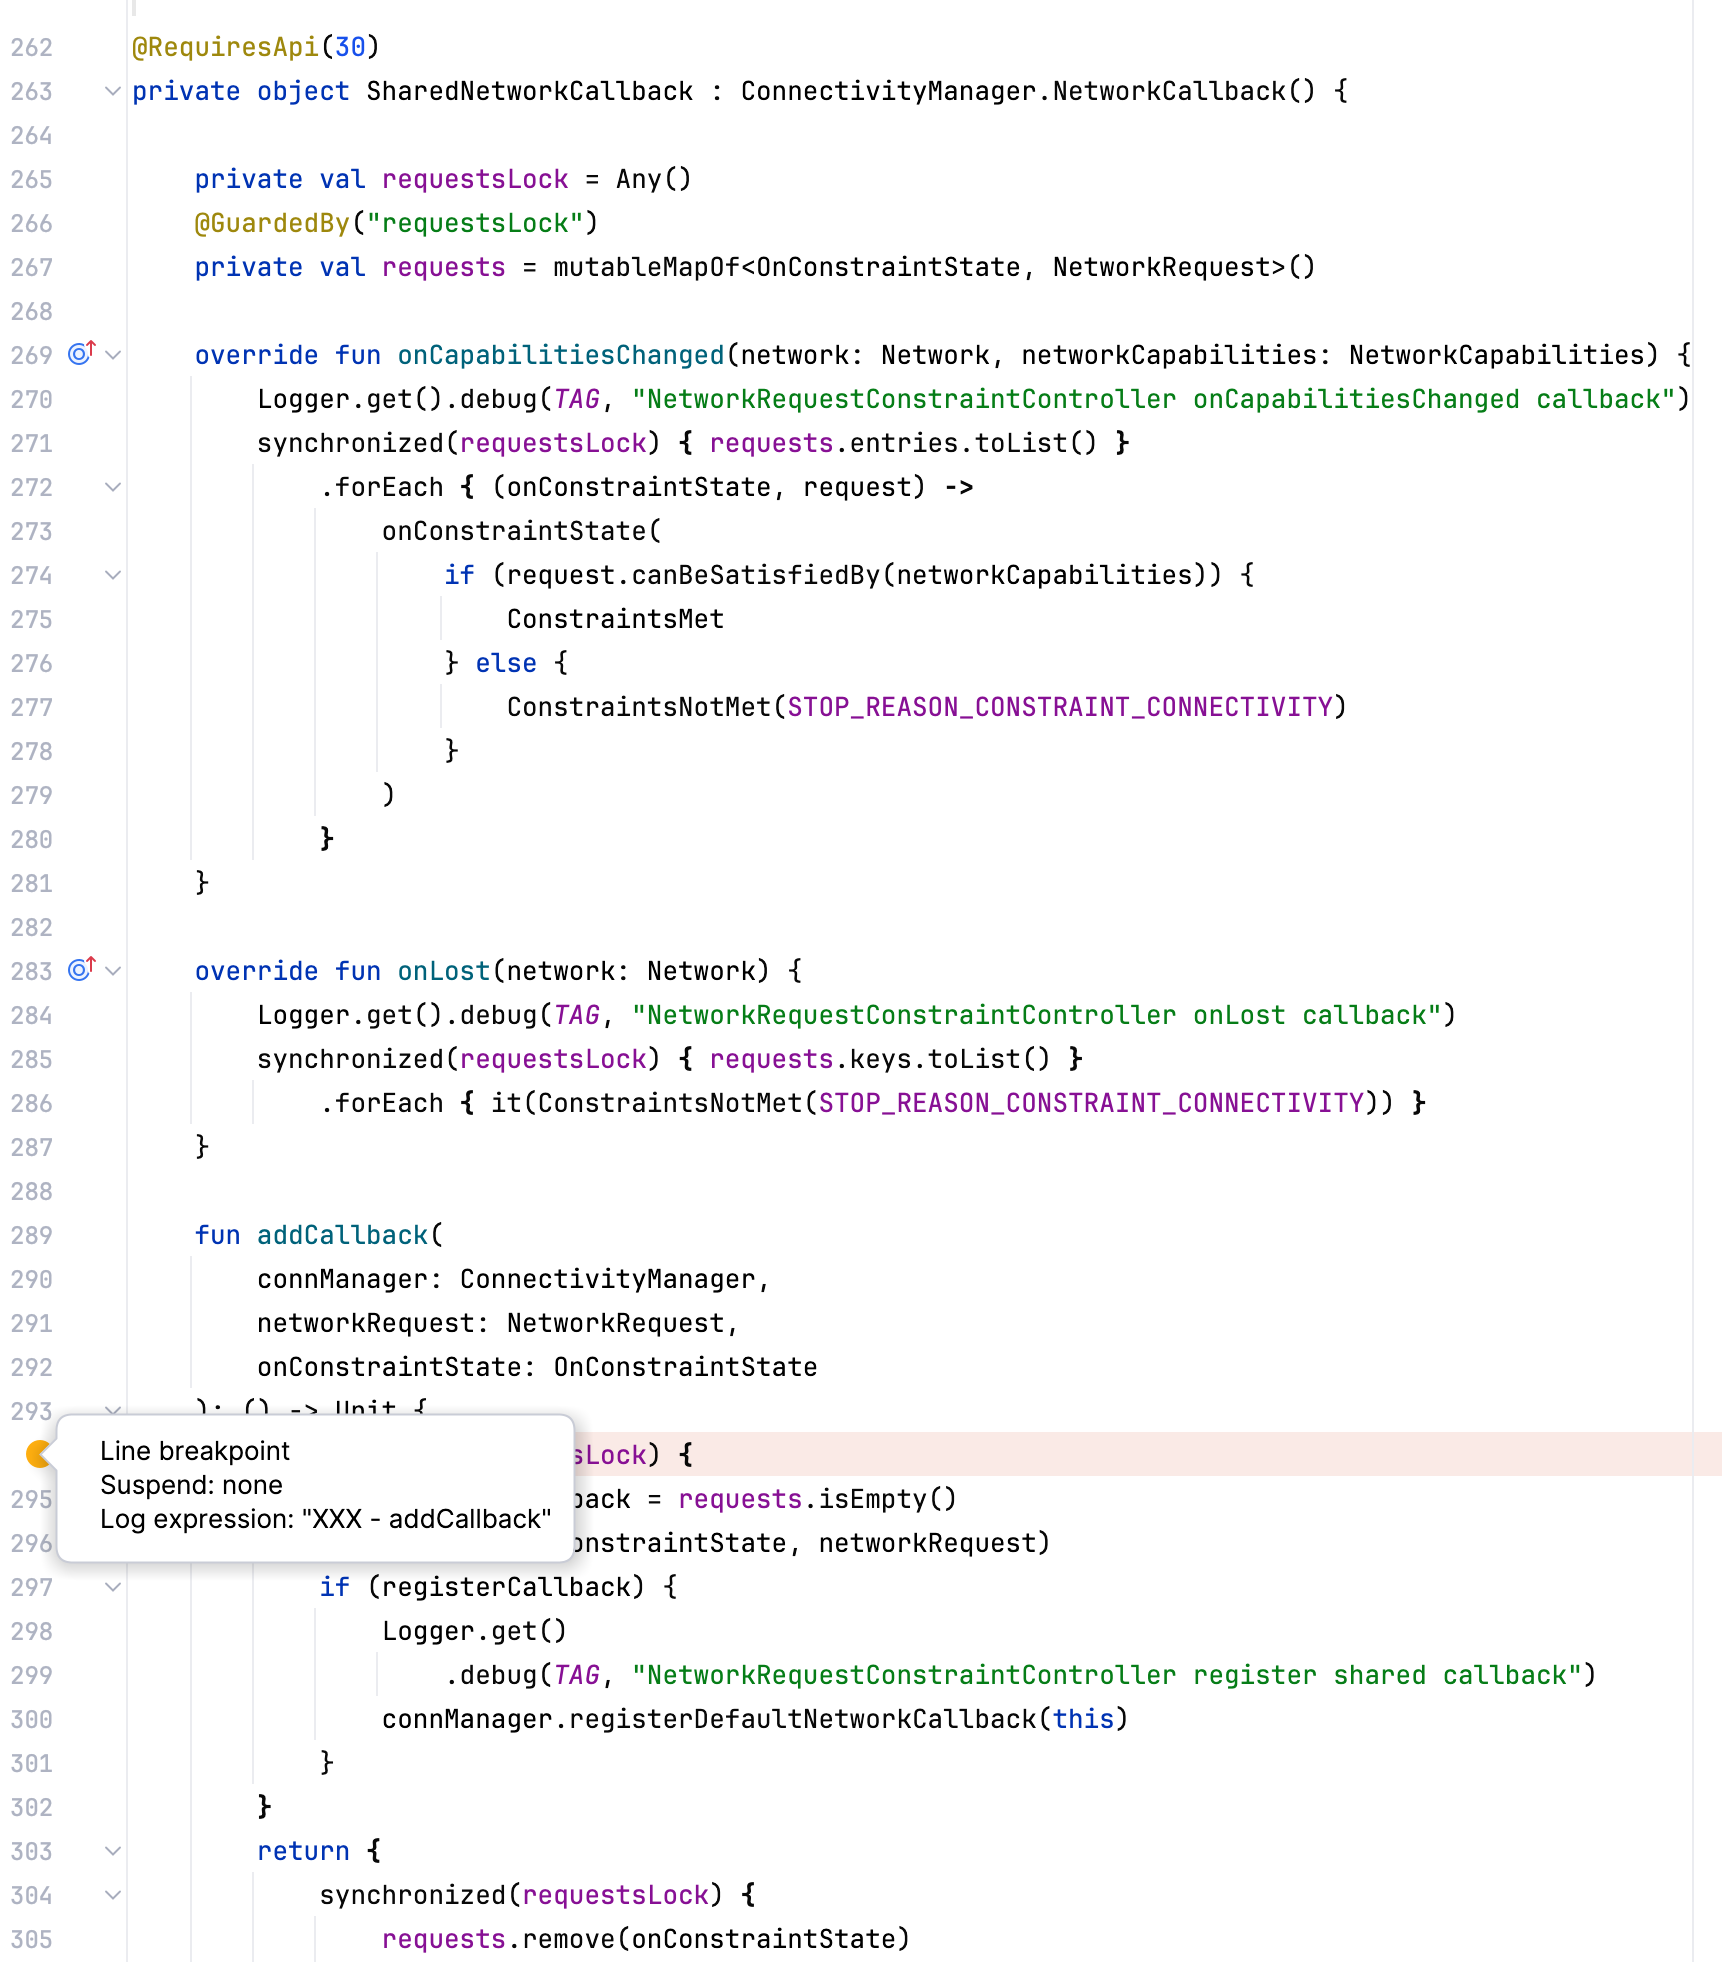 262 @RequiresApi(30)
263 private object SharedNetworkCallback : ConnectivityManager.NetworkCallback() {
264
265 private val requestsLock = Any()
266 @GuardedBy("requestsLock")
267 private val requests = mutableMapOf<OnConstraintState, NetworkRequest>()
268
269 override fun onCapabilitiesChanged(network: Network, networkCapabilities: NetworkCapabilities) {
270 Logger.get().debug(TAG, "NetworkRequestConstraintController onCapabilitiesChanged callback")
271 synchronized(requestsLock) { requests.entries.toList() }
272 .forEach { (onConstraintState, request) ->
273 onConstraintState(
274 if (request.canBeSatisfiedBy(networkCapabilities)) {
275 ConstraintsMet
276 } else {
277 ConstraintsNotMet(STOP_REASON_CONSTRAINT_CONNECTIVITY)
278 }
279 )
280 }
281 }
282
283 override fun onLost(network: Network) {
284 Logger.get().debug(TAG, "NetworkRequestConstraintController onLost callback")
285 synchronized(requestsLock) { requests.keys.toList() }
286 .forEach { it(ConstraintsNotMet(STOP_REASON_CONSTRAINT_CONNECTIVITY)) }
287 }
288
289 fun addCallback(
290 connManager: ConnectivityManager,
291 networkRequest: NetworkRequest,
292 onConstraintState: OnConstraintState
293 ): () -> Unit {
Line breakpoint
Suspend: none
Log expression: "XXX - addCallback"
sLock) {
295 back = requests.isEmpty()
296 onstraintState, networkRequest)
297 if (registerCallback) {
298 Logger.get()
299 .debug(TAG, "NetworkRequestConstraintController register shared callback")
300 connManager.registerDefaultNetworkCallback(this)
301 }
302 }
303 return {
304 synchronized(requestsLock) {
305 requests.remove(onConstraintState)